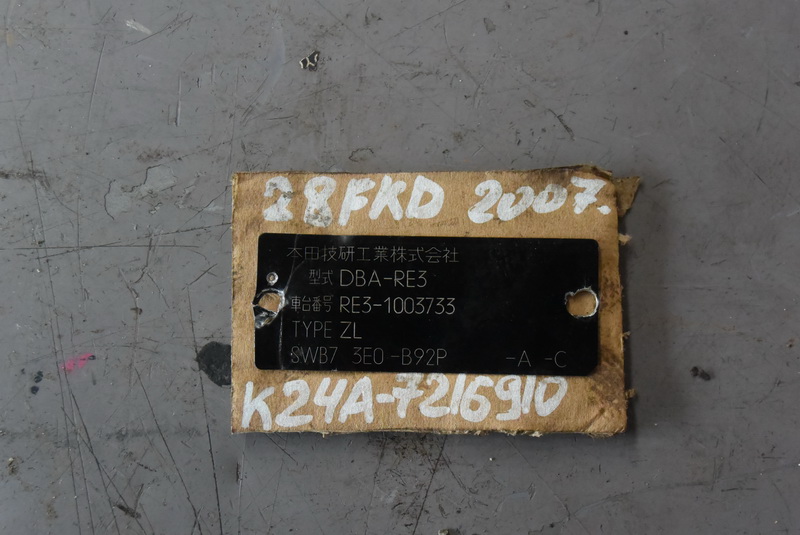 28FKD 2007.
本田技研工業株式会社
型式 DBA-RE3
車台番号 RE3-1003733
TYPE ZL
SWB7 3E0 -B92P -A -C
K24A-7216910